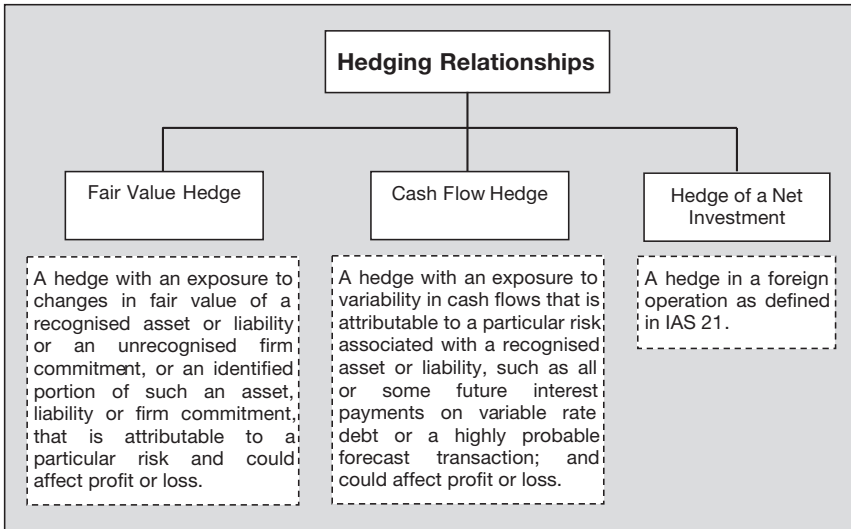 Hedging Relationships
Fair Value Hedge
A hedge with an exposure to
changes in fair value of a
recognised asset or liability
or an unrecognised firm
commitment, or an identified
portion of such an asset,
liability or firm commitment,
that is attributable to a
particular risk and could
affect profit or loss.
Cash Flow Hedge
A hedge with an exposure to
variability in cash flows that is
attributable to a particular risk
associated with a recognised
asset or liability, such as all
or some future interest
payments on variable rate
debt or a highly probable
forecast transaction; and
could affect profit or loss.
Hedge of a Net
Investment
A hedge in a foreign
operation as defined
in IAS 21.